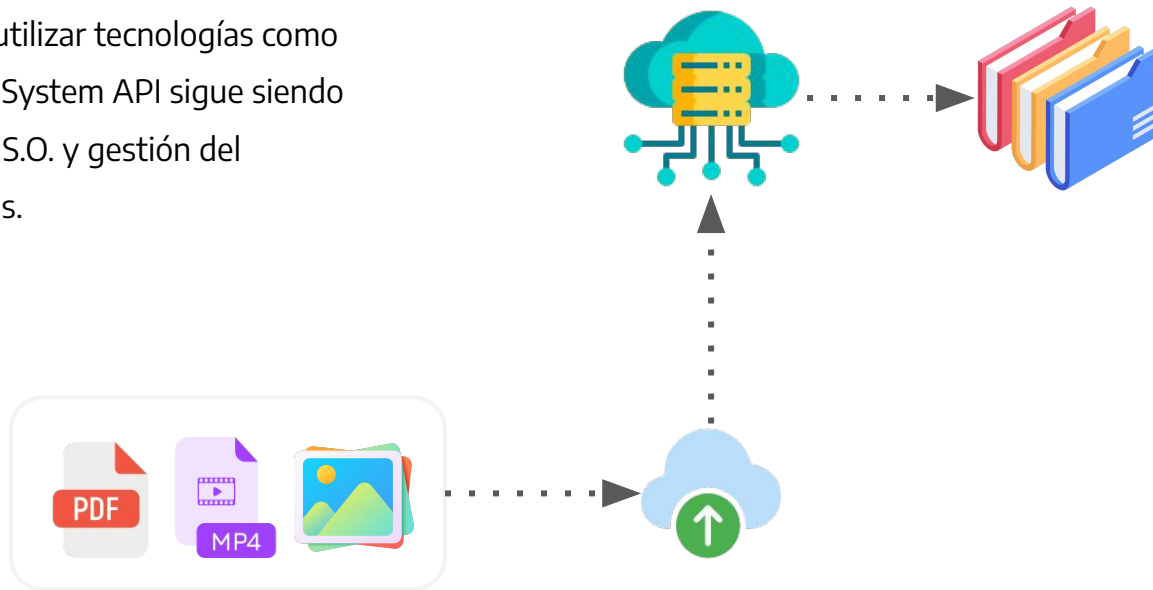 utilizar tecnologías como
System API sigue siendo
S.O. y gestión del
s.
PDF
MP4